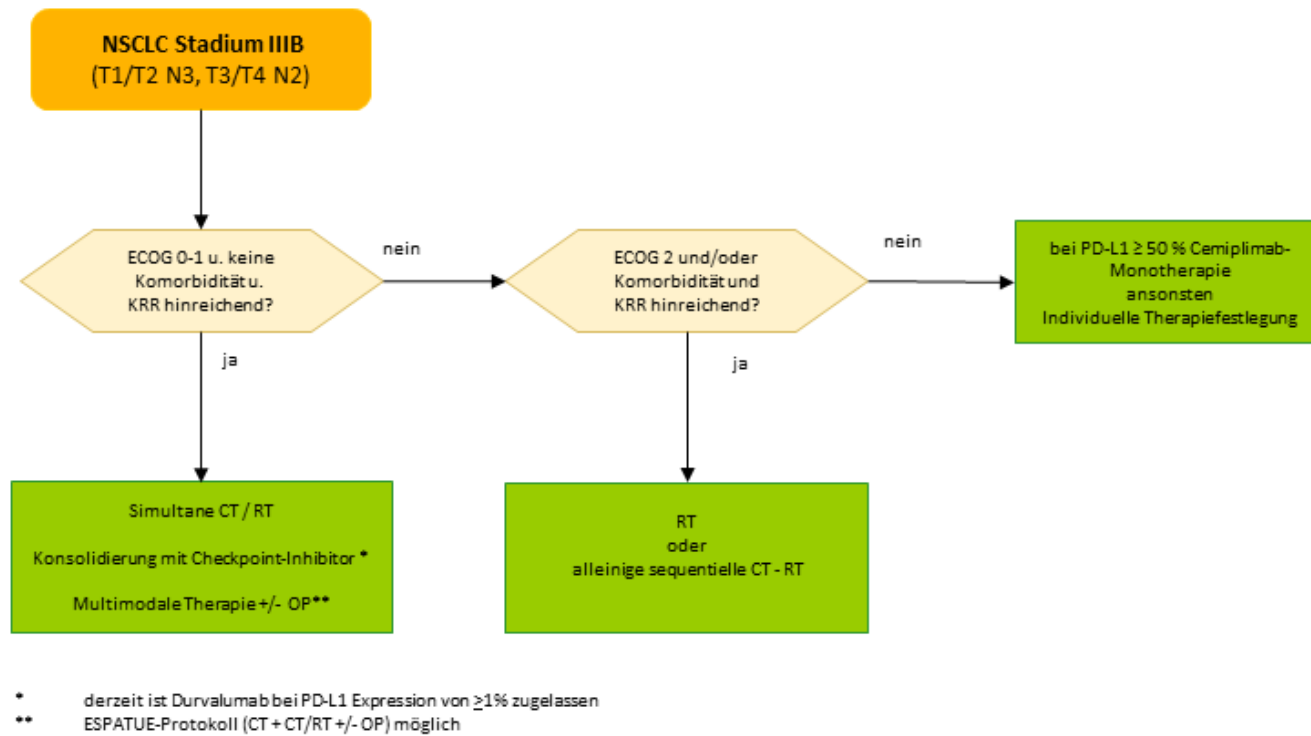 NSCLC Stadium IIIB
(T1/T2 N3, T3/T4 N2)
ECOG 0-1 u. keine
Komorbidität u.
KRR hinreichend?
nein
ECOG 2 und/oder
Komorbidität und
KRR hinreichend?
nein
bei PD-L1 ≥ 50 % Cemiplimab-
Monotherapie
ansonsten
Individuelle Therapiefestlegung
ja
ja
Simultane CT / RT
Konsolidierung mit Checkpoint-Inhibitor *
Multimodale Therapie +/- OP**
RT
oder
alleinige sequentielle CT - RT
* derzeit ist Durvalumab bei PD-L1 Expression von ≥1% zugelassen
** ESPATUE-Protokoll (CT + CT/RT +/- OP) möglich